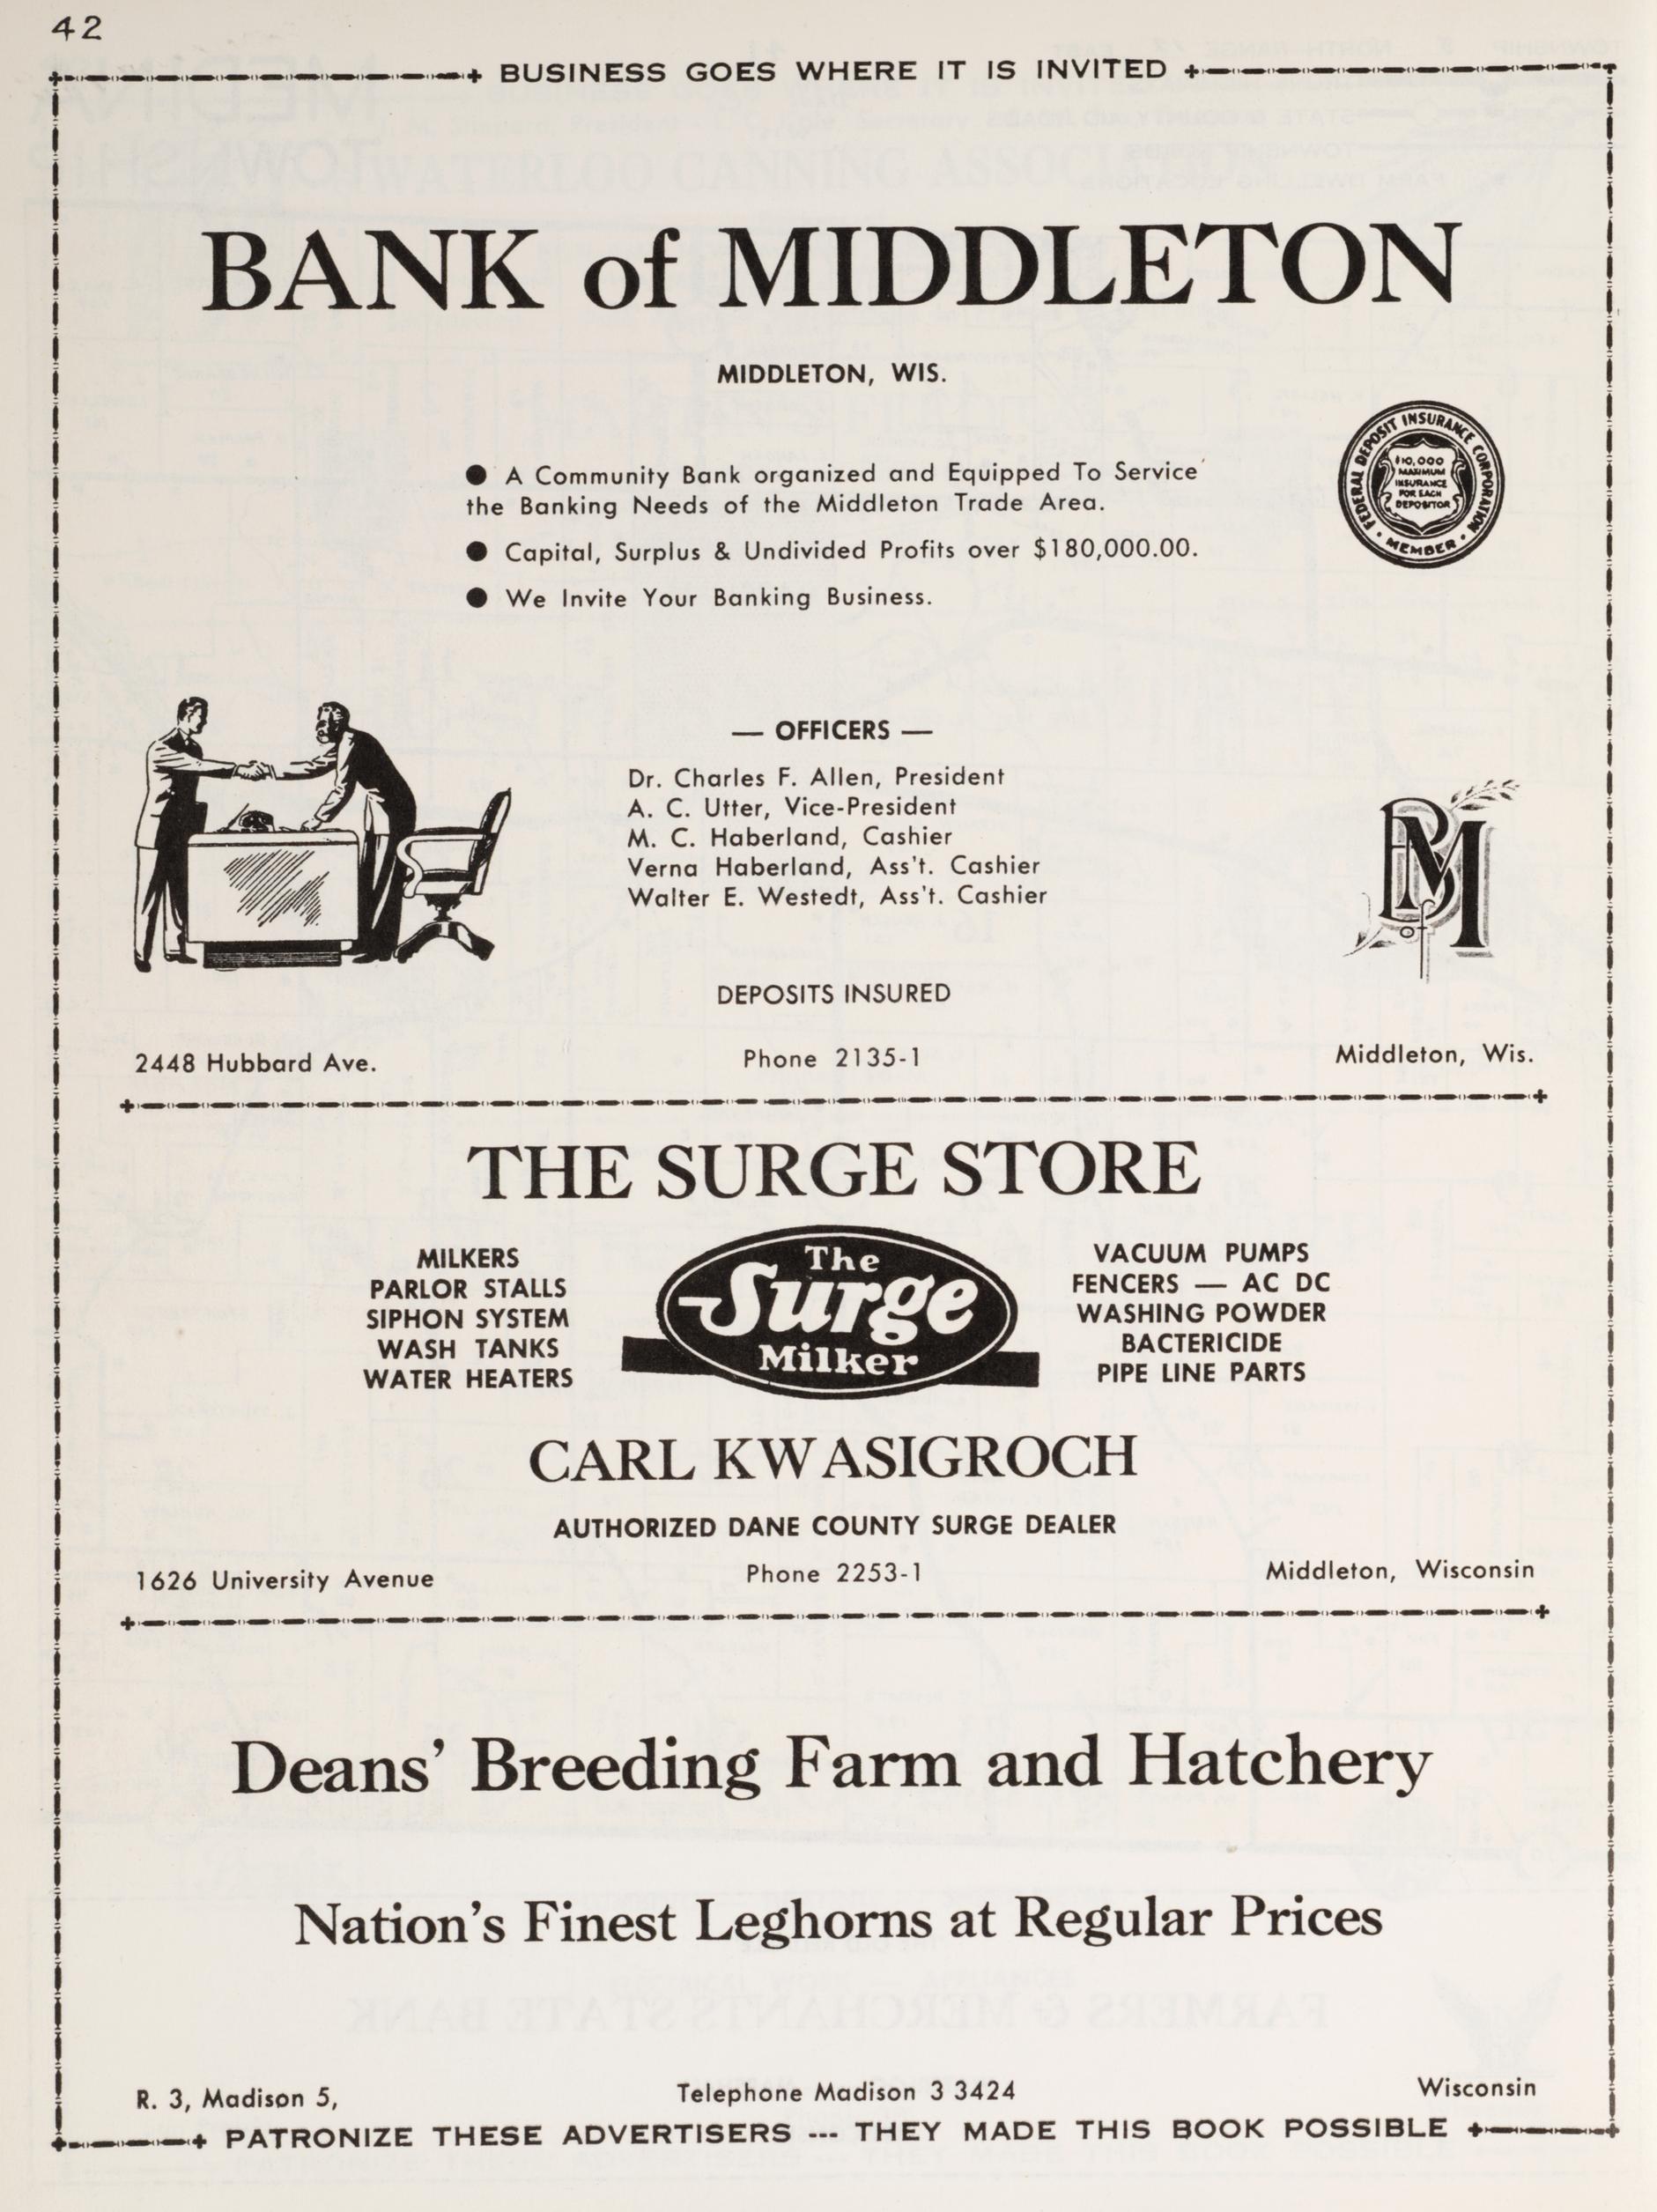 42
BUSINESS GOES WHERE IT IS INVITED
BANK of MIDDLETON
MIDDLETON, WIS.
● A Community Bank organized and Equipped To Service
the Banking Needs of the Middleton Trade Area.
● Capital, Surplus & Undivided Profits over $180,000.00.
● We Invite Your Banking Business.
FEDERAL DEPOSIT INSURANCE CORPORATION
$10,000
MAXIMUM
INSURANCE
FOR EACH
DEPOSITOR
• MEMBER •
— OFFICERS —
Dr. Charles F. Allen, President
A. C. Utter, Vice-President
M. C. Haberland, Cashier
Verna Haberland, Ass't. Cashier
Walter E. Westedt, Ass't. Cashier
B of M
DEPOSITS INSURED
2448 Hubbard Ave. Phone 2135-1 Middleton, Wis.
THE SURGE STORE
MILKERS
PARLOR STALLS
SIPHON SYSTEM
WASH TANKS
WATER HEATERS
The
Surge
Milker
VACUUM PUMPS
FENCERS — AC DC
WASHING POWDER
BACTERICIDE
PIPE LINE PARTS
CARL KWASIGROCH
AUTHORIZED DANE COUNTY SURGE DEALER
1626 University Avenue Phone 2253-1 Middleton, Wisconsin
Deans' Breeding Farm and Hatchery
Nation's Finest Leghorns at Regular Prices
R. 3, Madison 5, Telephone Madison 3 3424 Wisconsin
PATRONIZE THESE ADVERTISERS --- THEY MADE THIS BOOK POSSIBLE